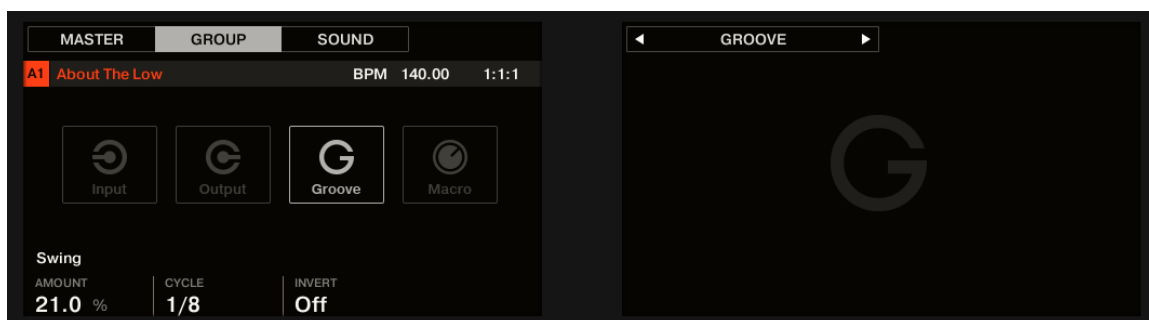 MASTER GROUP SOUND
GROOVE
A1 About The Low BPM 140.00 1:1:1
Input Output Groove Macro
Swing
AMOUNT CYCLE INVERT
21.0 % 1/8 Off